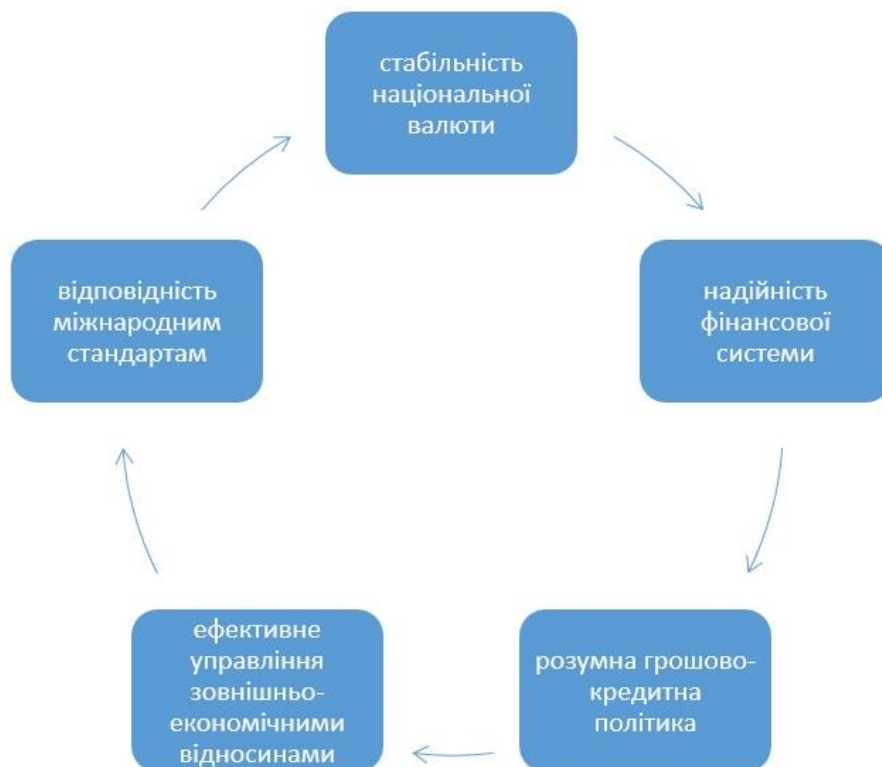 стабільність
національної
валюти
надійність
фінансової
системи
розумна грошово-
кредитна
політика
ефективне
управління
зовнішньо-
економічними
відносинами
відповідність
міжнародним
стандартам